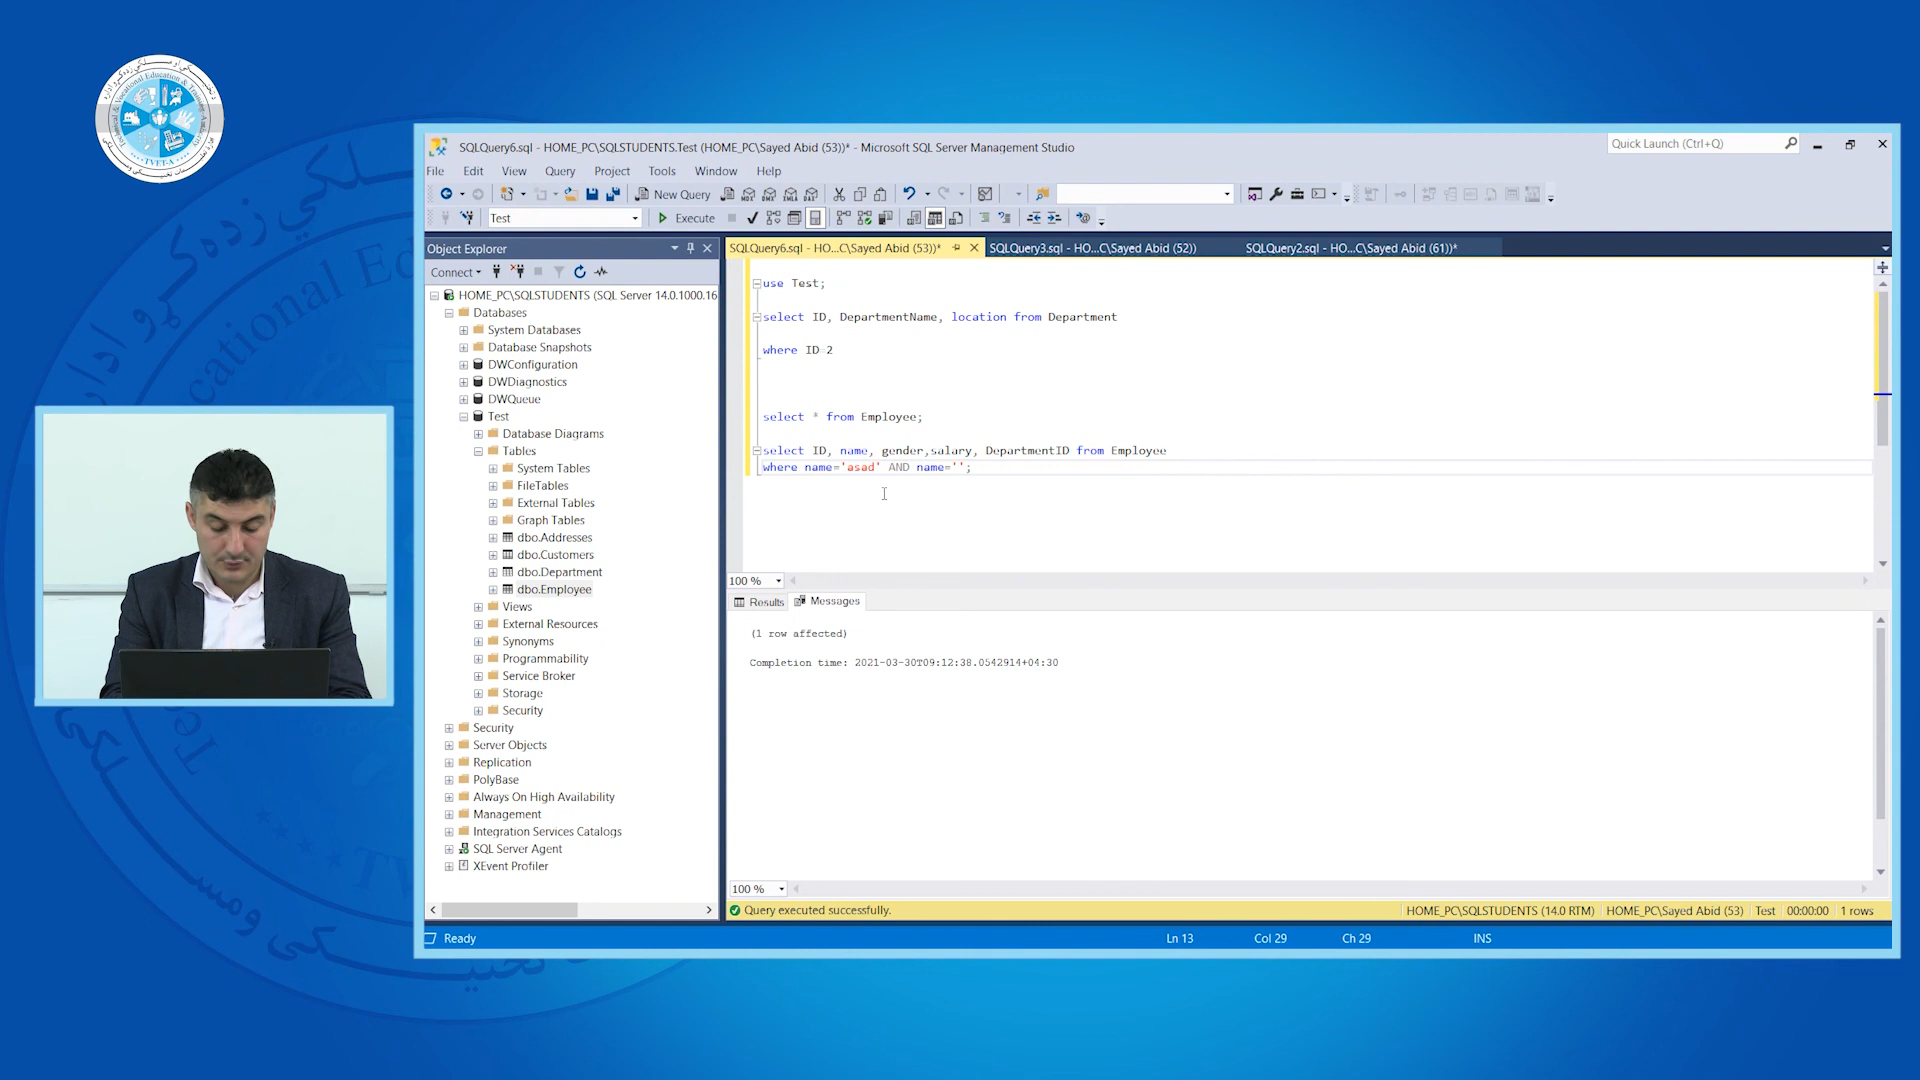 Technical & Vocational Education & Training Authority
-TVET-A-
SQLQuery6.sql - HOME_PC\SQLSTUDENTS.Test (HOME_PC\Sayed Abid (53))* - Microsoft SQL Server Management Studio
Quick Launch (Ctrl+Q)
File Edit View Query Project Tools Window Help
New Query
Test
Execute
Object Explorer
SQLQuery6.sql - HO...C\Sayed Abid (53))*
SQLQuery3.sql - HO...C\Sayed Abid (52))
SQLQuery2.sql - HO...C\Sayed Abid (61))*
Connect
HOME_PC\SQLSTUDENTS (SQL Server 14.0.1000.16
Databases
System Databases
Database Snapshots
DWConfiguration
DWDiagnostics
DWQueue
Test
Database Diagrams
Tables
System Tables
FileTables
External Tables
Graph Tables
dbo.Addresses
dbo.Customers
dbo.Department
dbo.Employee
Views
External Resources
Synonyms
Programmability
Service Broker
Storage
Security
Security
Server Objects
Replication
PolyBase
Always On High Availability
Management
Integration Services Catalogs
SQL Server Agent
XEvent Profiler
use Test;
select ID, DepartmentName, location from Department
where ID=2
select * from Employee;
select ID, name, gender,salary, DepartmentID from Employee
where name='asad' AND name='';
100 %
Results
Messages
(1 row affected)
Completion time: 2021-03-30T09:12:38.0542914+04:30
100 %
Query executed successfully.
HOME_PC\SQLSTUDENTS (14.0 RTM)
HOME_PC\Sayed Abid (53)
Test
00:00:00
1 rows
Ready
Ln 13
Col 29
Ch 29
INS